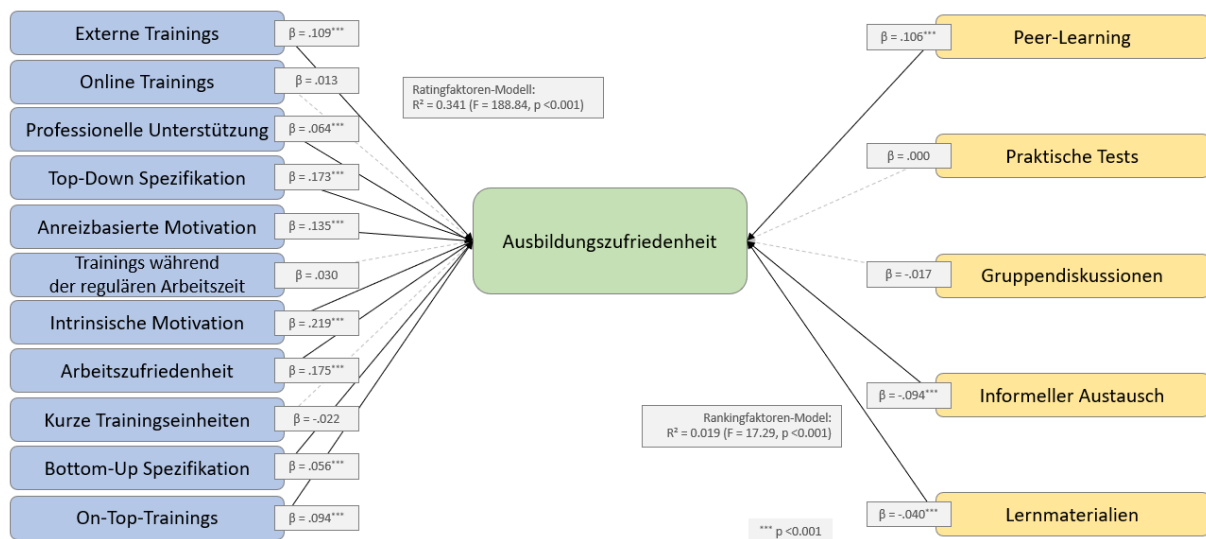 Externe Trainings
β = .109***
Online Trainings
β = .013
Professionelle Unterstützung
β = .064***
Top-Down Spezifikation
β = .173***
Anreizbasierte Motivation
β = .135***
Trainings während
der regulären Arbeitszeit
β = .030
Intrinsische Motivation
β = .219***
Arbeitszufriedenheit
β = .175***
Kurze Trainingseinheiten
β = -.022
Bottom-Up Spezifikation
β = .056***
On-Top-Trainings
β = .094***
Ratingfaktoren-Modell:
R² = 0.341 (F = 188.84, p <0.001)
Ausbildungszufriedenheit
Rankingfaktoren-Model:
R² = 0.019 (F = 17.29, p <0.001)
*** p <0.001
β = .106***
Peer-Learning
β = .000
Praktische Tests
β = -.017
Gruppendiskussionen
β = -.094***
Informeller Austausch
β = -.040***
Lernmaterialien